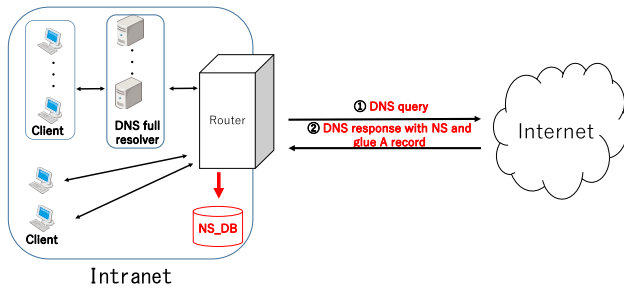 Client
DNS full
resolver
Router
① DNS query
② DNS response with NS and
glue A record
Internet
Client
NS_DB
Intranet